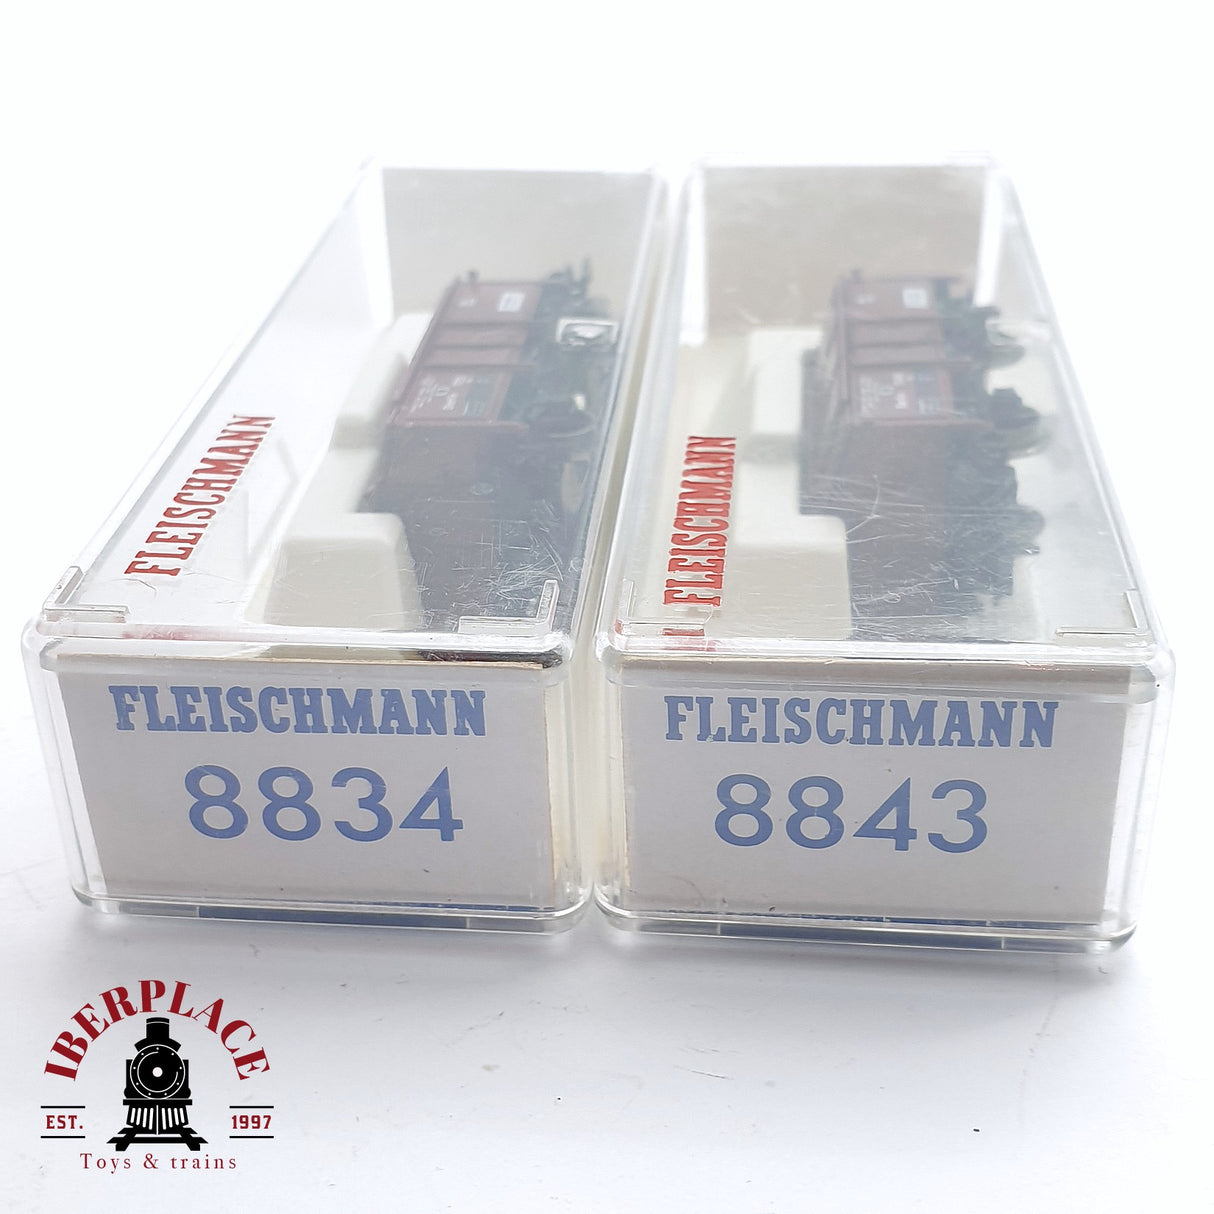 FLEISCHMANN
FLEISCHMANN
FLEISCHMANN
8834
FLEISCHMANN
8843
IBERPLACE
EST. 1997
Toys & trains